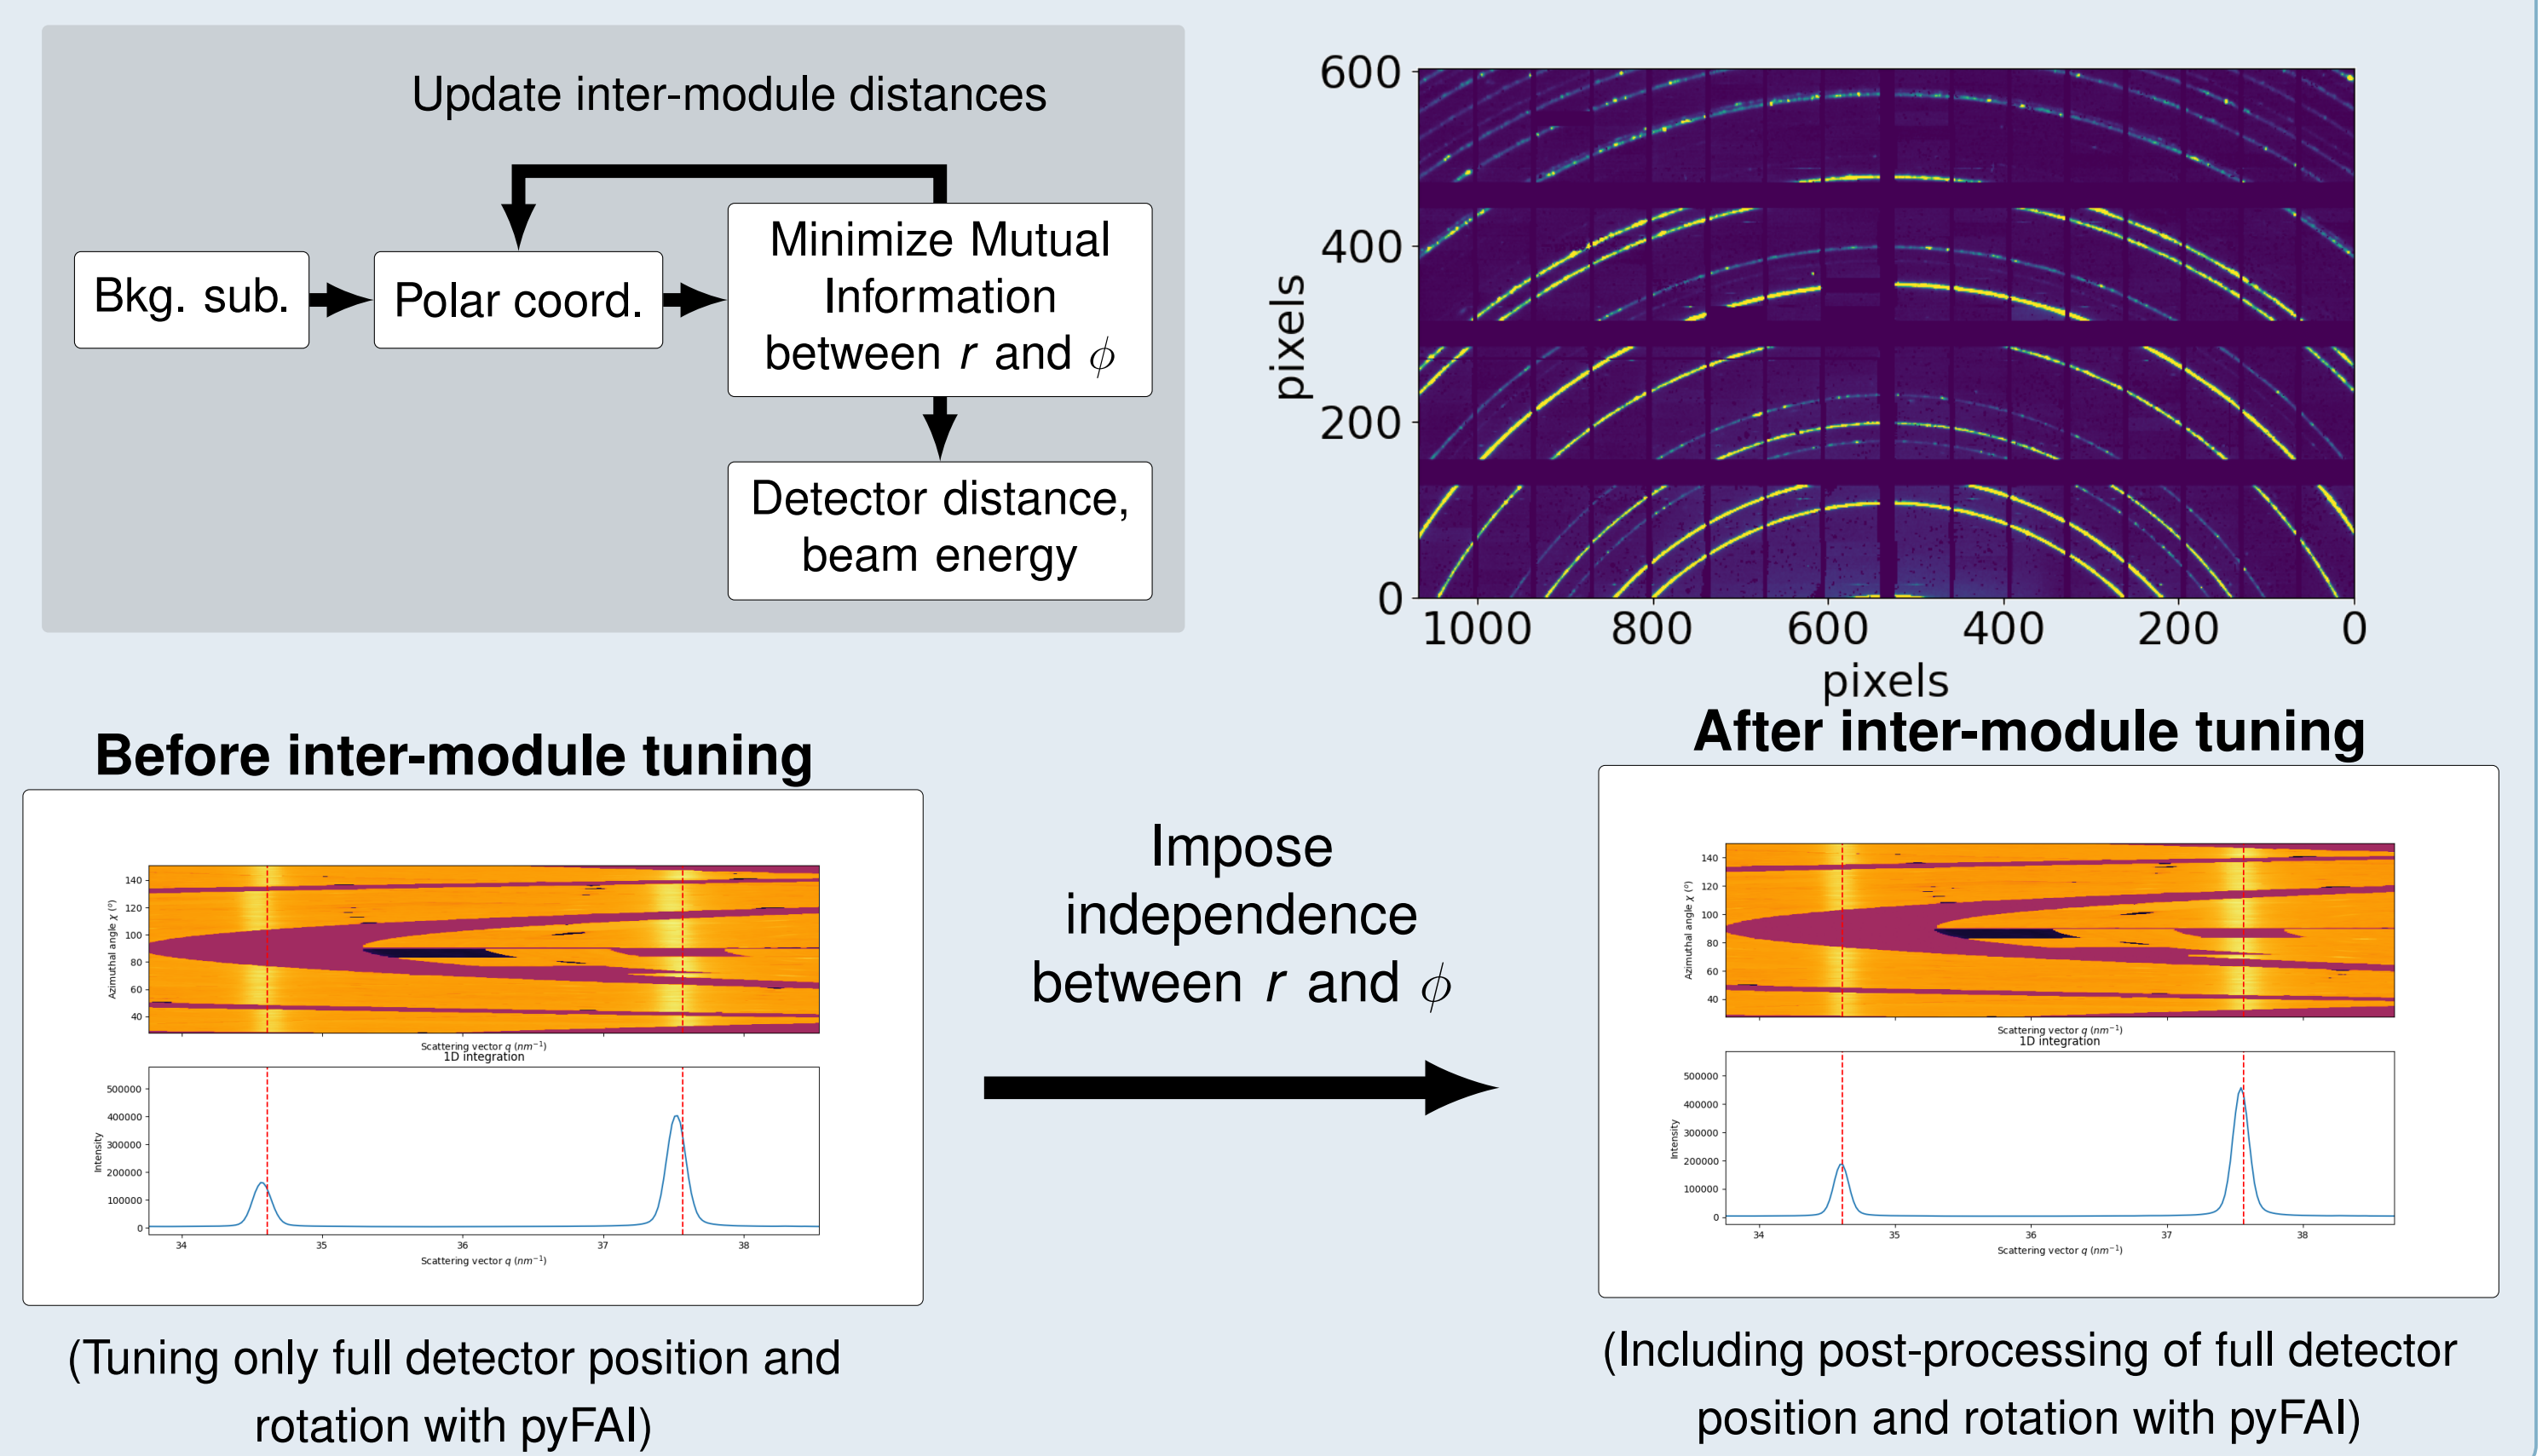 Update inter-module distances
Bkg. sub.
Polar coord.
Minimize Mutual
Information
between r and ϕ
Detector distance,
beam energy
600
400
200
0
pixels
1000 800 600 400 200 0
pixels
Before inter-module tuning
140
120
100
80
60
40
Azimuthal angle χ (°)
Scattering vector q (nm⁻¹)
1D integration
500000
400000
300000
200000
100000
0
Intensity
34 35 36 37 38
Scattering vector q (nm⁻¹)
(Tuning only full detector position and
rotation with pyFAI)
Impose
independence
between r and ϕ
After inter-module tuning
140
120
100
80
60
40
Azimuthal angle χ (°)
Scattering vector q (nm⁻¹)
1D integration
500000
400000
300000
200000
100000
0
Intensity
34 35 36 37 38
Scattering vector q (nm⁻¹)
(Including post-processing of full detector
position and rotation with pyFAI)